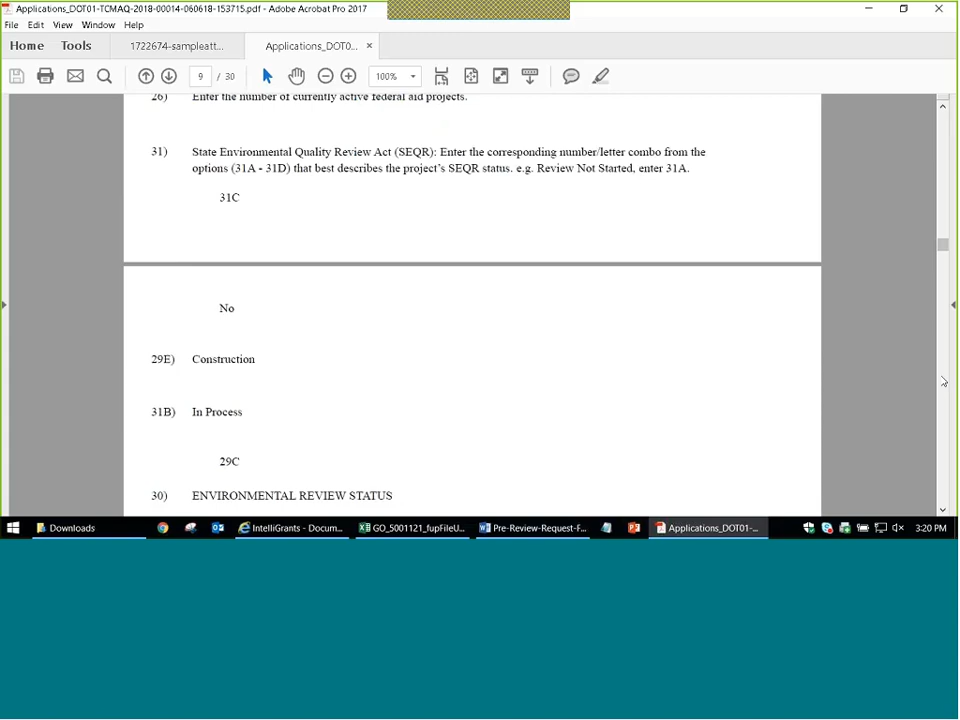 Applications_DOT01-TCMAQ-2018-00014-060618-153715.pdf - Adobe Acrobat Pro 2017
File Edit View Window Help
Home Tools 1722674-sampleatt... Applications_DOT0... ×
9 / 30 100%
26) Enter the number of currently active federal aid projects.
31) State Environmental Quality Review Act (SEQR): Enter the corresponding number/letter combo from the
options (31A - 31D) that best describes the project's SEQR status. e.g. Review Not Started, enter 31A.
31C
No
29E) Construction
31B) In Process
29C
30) ENVIRONMENTAL REVIEW STATUS
Downloads IntelliGrants - Docum... GO_5001121_fupFileU... Pre-Review-Request-F... Applications_DOT01-... 3:20 PM